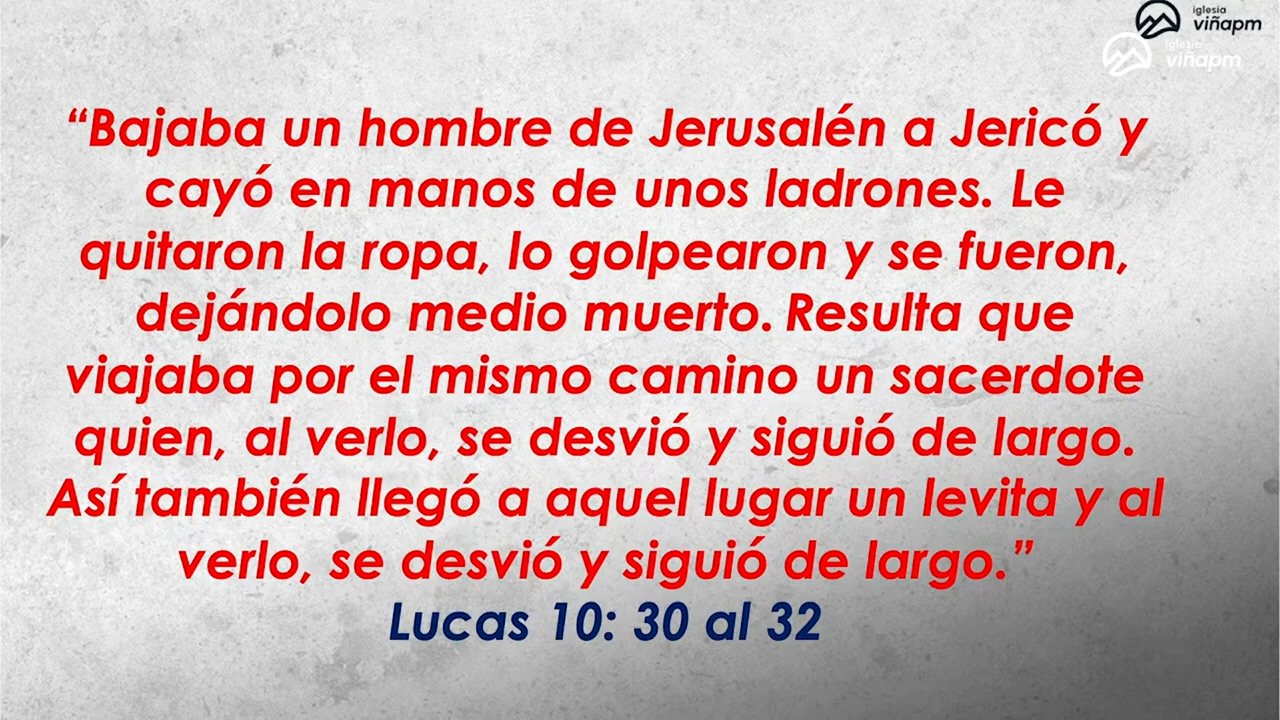 iglesia
viñapm
iglesia
viñapm
“Bajaba un hombre de Jerusalén a Jericó y
cayó en manos de unos ladrones. Le
quitaron la ropa, lo golpearon y se fueron,
dejándolo medio muerto. Resulta que
viajaba por el mismo camino un sacerdote
quien, al verlo, se desvió y siguió de largo.
Así también llegó a aquel lugar un levita y al
verlo, se desvió y siguió de largo.”
Lucas 10: 30 al 32